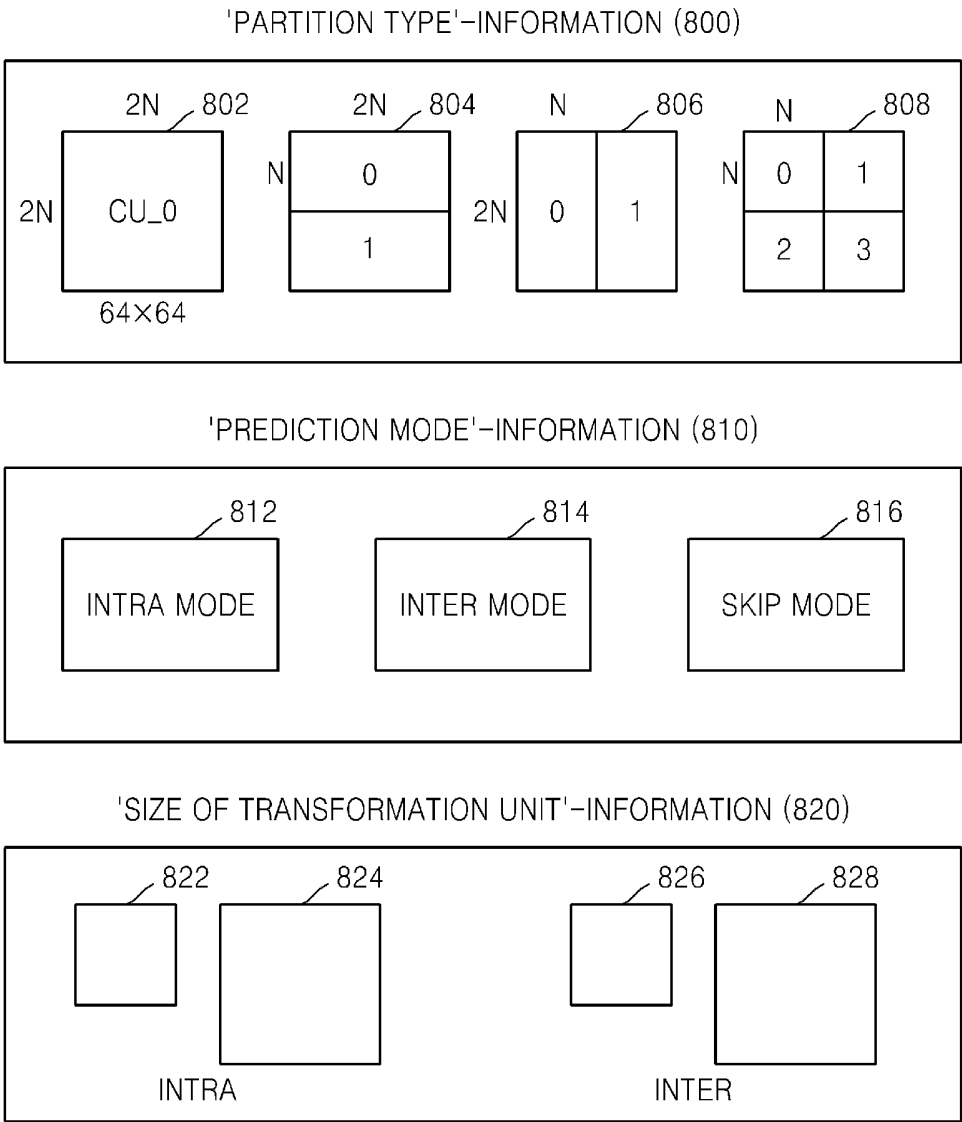 'PARTITION TYPE'-INFORMATION (800)
2N 802 2N 804 N 806 N 808
N 0 N 0 1
2N CU_0 2N 0 1
1 2 3
64×64
'PREDICTION MODE'-INFORMATION (810)
812 814 816
INTRA MODE INTER MODE SKIP MODE
'SIZE OF TRANSFORMATION UNIT'-INFORMATION (820)
822 824 826 828
INTRA INTER